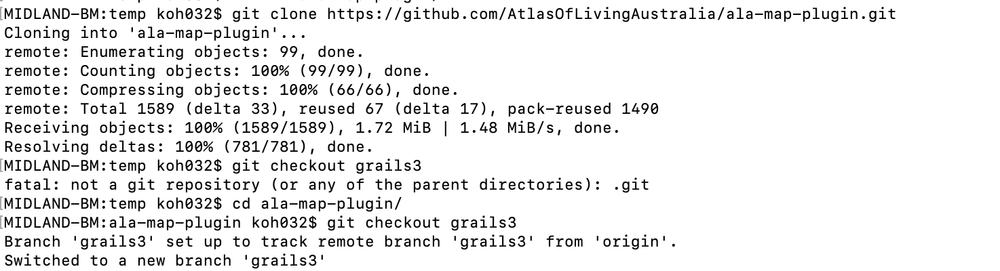 [MIDLAND-BM:temp koh032$ git clone https://github.com/AtlasOfLivingAustralia/ala-map-plugin.git
Cloning into 'ala-map-plugin'...
remote: Enumerating objects: 99, done.
remote: Counting objects: 100% (99/99), done.
remote: Compressing objects: 100% (66/66), done.
remote: Total 1589 (delta 33), reused 67 (delta 17), pack-reused 1490
Receiving objects: 100% (1589/1589), 1.72 MiB | 1.48 MiB/s, done.
Resolving deltas: 100% (781/781), done.
[MIDLAND-BM:temp koh032$ git checkout grails3
fatal: not a git repository (or any of the parent directories): .git
[MIDLAND-BM:temp koh032$ cd ala-map-plugin/
[MIDLAND-BM:ala-map-plugin koh032$ git checkout grails3
Branch 'grails3' set up to track remote branch 'grails3' from 'origin'.
Switched to a new branch 'grails3'